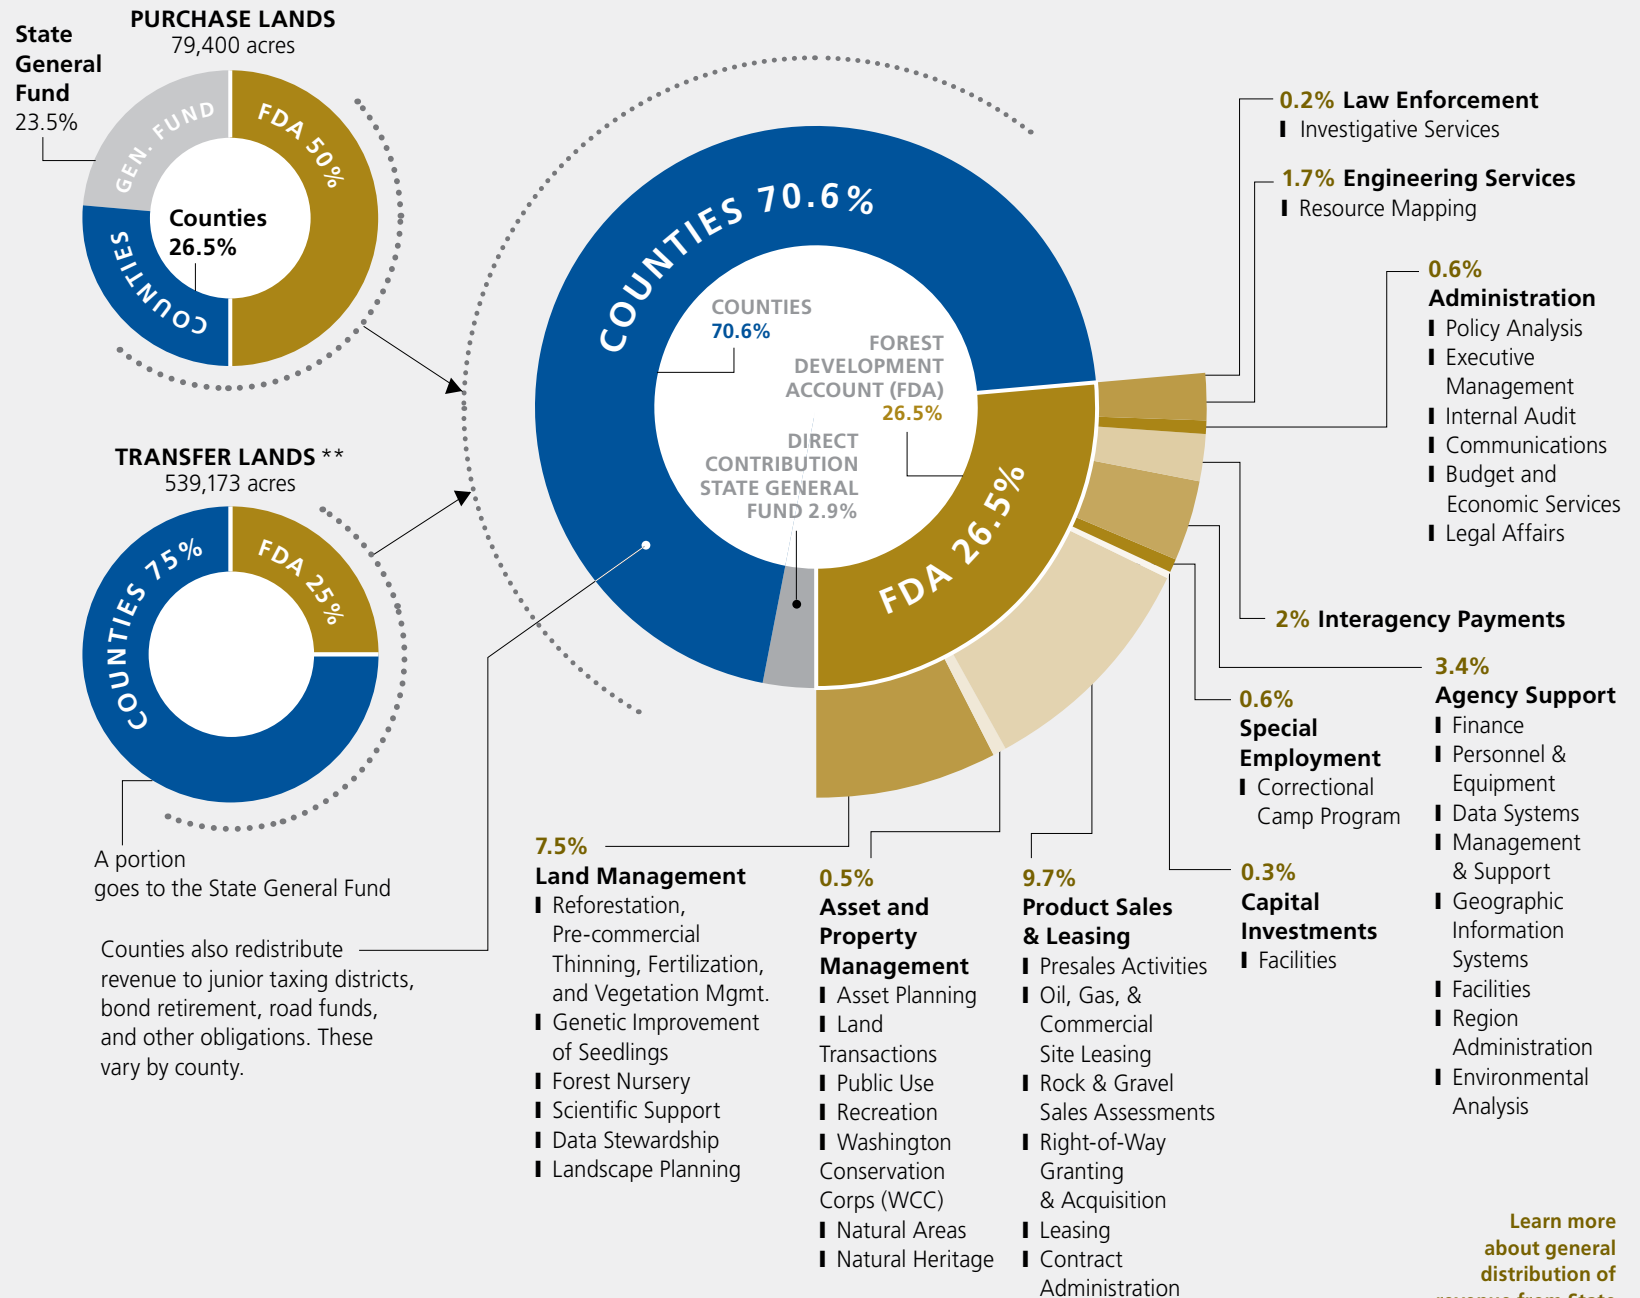 PURCHASE LANDS
79,400 acres
State
General
Fund
23.5%
GEN. FUND
FDA 50%
Counties
26.5%
COUNTIES
TRANSFER LANDS **
539,173 acres
COUNTIES 75%
FDA 25%
A portion
goes to the State General Fund
Counties also redistribute
revenue to junior taxing districts,
bond retirement, road funds,
and other obligations. These
vary by county.
COUNTIES 70.6%
COUNTIES
70.6%
FOREST
DEVELOPMENT
ACCOUNT (FDA)
26.5%
DIRECT
CONTRIBUTION
STATE GENERAL
FUND 2.9%
FDA 26.5%
0.2% Law Enforcement
❙ Investigative Services
1.7% Engineering Services
❙ Resource Mapping
0.6%
Administration
❙ Policy Analysis
❙ Executive
Management
❙ Internal Audit
❙ Communications
❙ Budget and
Economic Services
❙ Legal Affairs
2% Interagency Payments
3.4%
Agency Support
❙ Finance
❙ Personnel &
Equipment
❙ Data Systems
❙ Management
& Support
❙ Geographic
Information
Systems
❙ Facilities
❙ Region
Administration
❙ Environmental
Analysis
0.6%
Special
Employment
❙ Correctional
Camp Program
0.3%
Capital
Investments
❙ Facilities
9.7%
Product Sales
& Leasing
❙ Presales Activities
❙ Oil, Gas, &
Commercial
Site Leasing
❙ Rock & Gravel
Sales Assessments
❙ Right-of-Way
Granting
& Acquisition
❙ Leasing
❙ Contract
Administration
0.5%
Asset and
Property
Management
❙ Asset Planning
❙ Land
Transactions
❙ Public Use
❙ Recreation
❙ Washington
Conservation
Corps (WCC)
❙ Natural Areas
❙ Natural Heritage
7.5%
Land Management
❙ Reforestation,
Pre-commercial
Thinning, Fertilization,
and Vegetation Mgmt.
❙ Genetic Improvement
of Seedlings
❙ Forest Nursery
❙ Scientific Support
❙ Data Stewardship
❙ Landscape Planning
Learn more
about general
distribution of
revenue from State